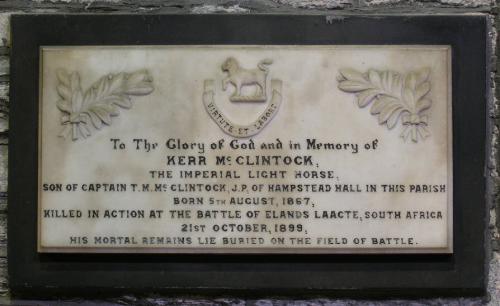 VIRTUTE ET LABORE
To The Glory of God and in Memory of
KERR McCLINTOCK,
THE IMPERIAL LIGHT HORSE,
SON OF CAPTAIN T.K. McCLINTOCK, J.P. OF HAMPSTEAD HALL IN THIS PARISH
BORN 5TH AUGUST, 1867,
KILLED IN ACTION AT THE BATTLE OF ELANDS LAACTE, SOUTH AFRICA
21ST OCTOBER, 1899,
HIS MORTAL REMAINS LIE BURIED ON THE FIELD OF BATTLE.